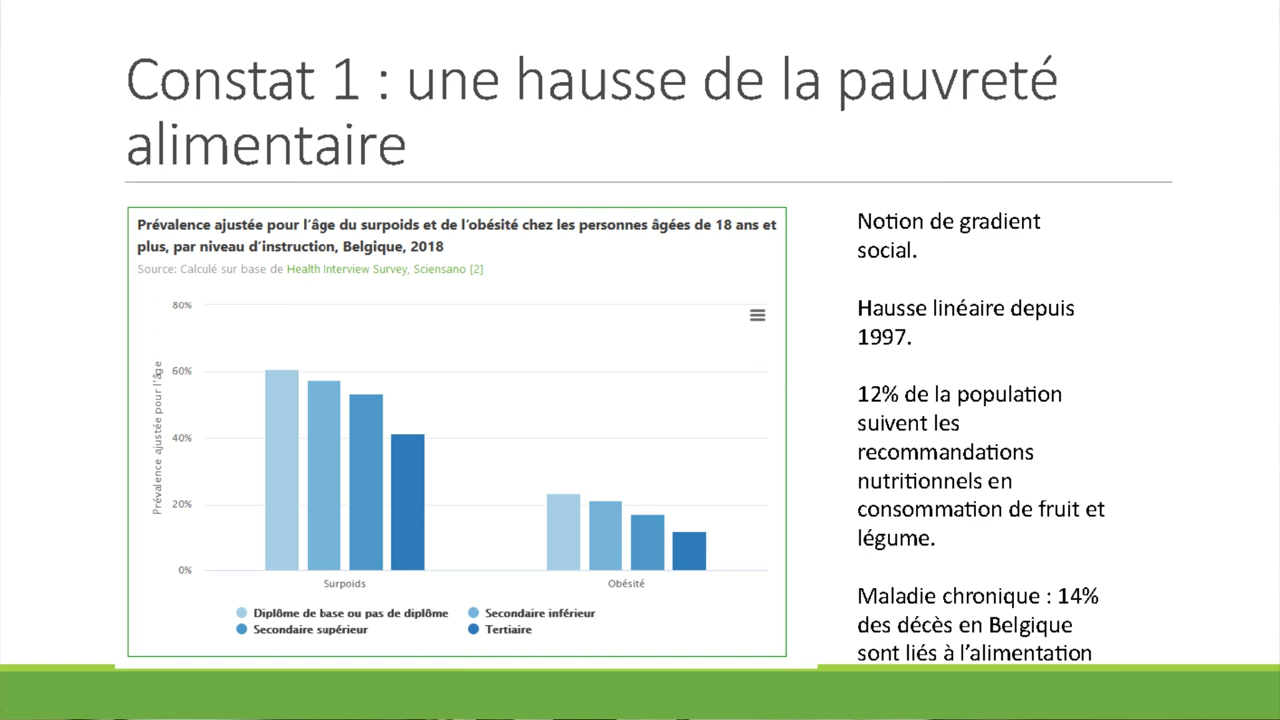 Constat 1 : une hausse de la pauvreté
alimentaire
Prévalence ajustée pour l'âge du surpoids et de l'obésité chez les personnes âgées de 18 ans et
plus, par niveau d'instruction, Belgique, 2018
Source: Calculé sur base de Health Interview Survey, Sciensano [2]
Prévalence ajustée pour l'âge
80%
60%
40%
20%
0%
Surpoids
Obésité
Diplôme de base ou pas de diplôme
Secondaire inférieur
Secondaire supérieur
Tertiaire
Notion de gradient
social.
Hausse linéaire depuis
1997.
12% de la population
suivent les
recommandations
nutritionnels en
consommation de fruit et
légume.
Maladie chronique : 14%
des décès en Belgique
sont liés à l'alimentation